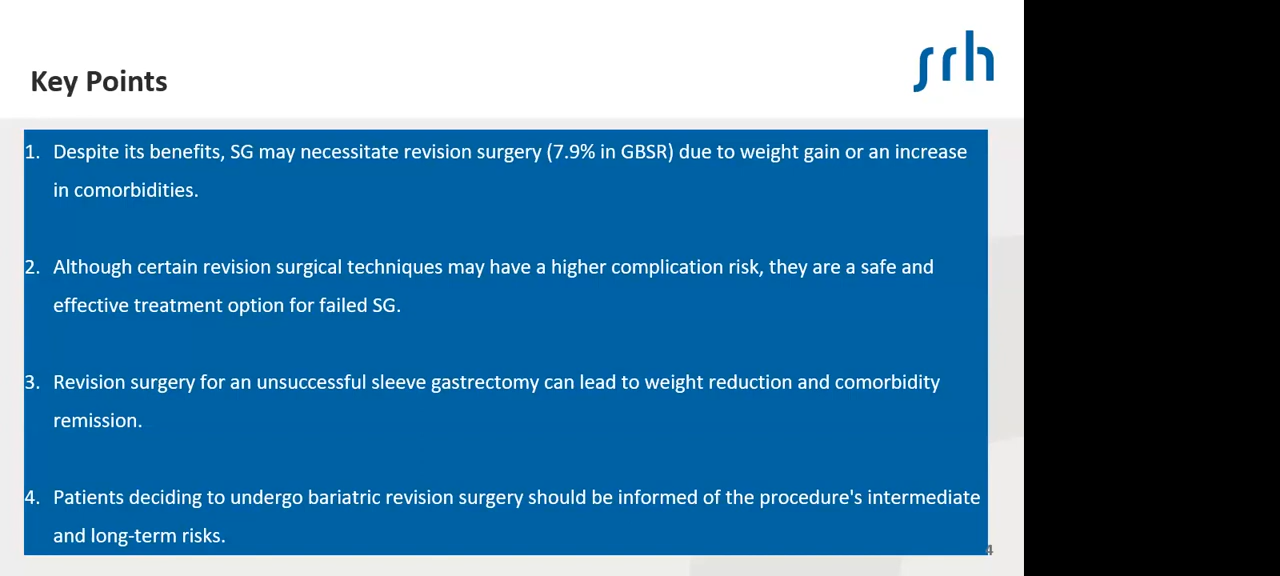 srh
Key Points
1. Despite its benefits, SG may necessitate revision surgery (7.9% in GBSR) due to weight gain or an increase
in comorbidities.
2. Although certain revision surgical techniques may have a higher complication risk, they are a safe and
effective treatment option for failed SG.
3. Revision surgery for an unsuccessful sleeve gastrectomy can lead to weight reduction and comorbidity
remission.
4. Patients deciding to undergo bariatric revision surgery should be informed of the procedure's intermediate
and long-term risks.
4